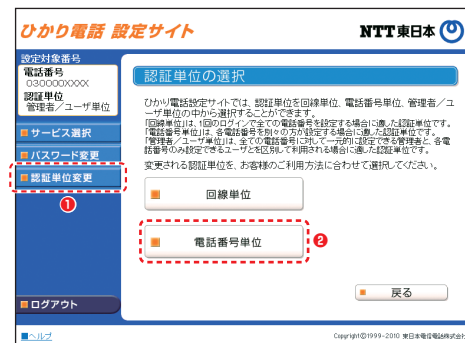 ひかり電話 設定サイト
NTT東日本
設定対象番号
電話番号
030000XXXX
認証単位
管理者／ユーザ単位
サービス選択
パスワード変更
認証単位変更
1
ログアウト
ヘルプ
認証単位の選択
ひかり電話設定サイトでは、認証単位を回線単位、電話番号単位、管理者／ユ
ーザ単位の中から選択することができます。
「回線単位」は、1回のログインで全ての電話番号を設定する場合に適した認証単位です。
「電話番号単位」は、各電話番号を別々の方が設定する場合に適した認証単位です。
「管理者／ユーザ単位」は、全ての電話番号に対して一元的に設定できる管理者と、各電
話番号のみ設定できるユーザとを区別して利用される場合に適した認証単位です。
変更される認証単位を、お客様のご利用方法に合わせて選択してください。
回線単位
電話番号単位
2
戻る
Copyright©1999-2010 東日本電信電話株式会社